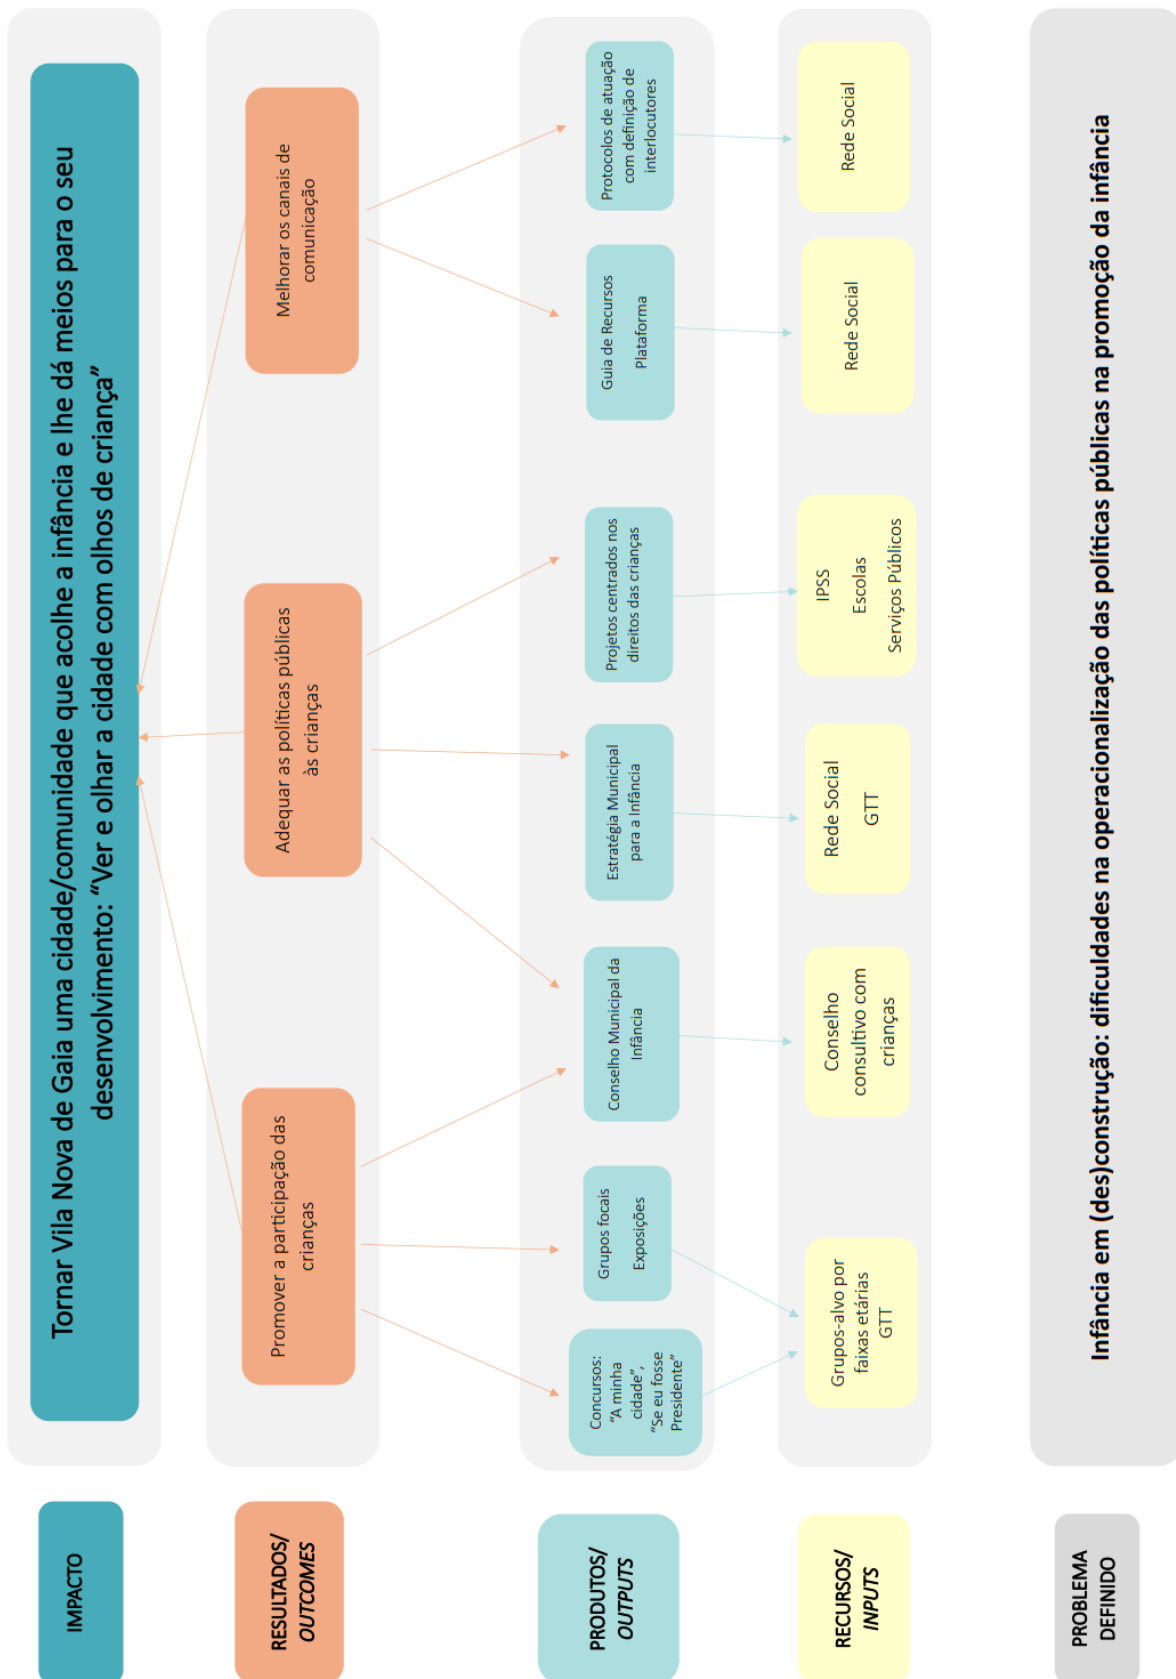 IMPACTO
Tornar Vila Nova de Gaia uma cidade/comunidade que acolhe a infância e lhe dá meios para o seu
desenvolvimento: “Ver e olhar a cidade com olhos de criança”
RESULTADOS/
OUTCOMES
Promover a participação das
crianças
Adequar as políticas públicas
às crianças
Melhorar os canais de
comunicação
PRODUTOS/
OUTPUTS
Concursos:
“A minha
cidade”,
“Se eu fosse
Presidente”
Grupos focais
Exposições
Conselho Municipal da
Infância
Estratégia Municipal
para a Infância
Projetos centrados nos
direitos das crianças
Guia de Recursos
Plataforma
Protocolos de atuação
com definição de
interlocutores
RECURSOS/
INPUTS
Grupos-alvo por
faixas etárias
GTT
Conselho
consultivo com
crianças
Rede Social
GTT
IPSS
Escolas
Serviços Públicos
Rede Social
Rede Social
PROBLEMA
DEFINIDO
Infância em (des)construção: dificuldades na operacionalização das políticas públicas na promoção da infância